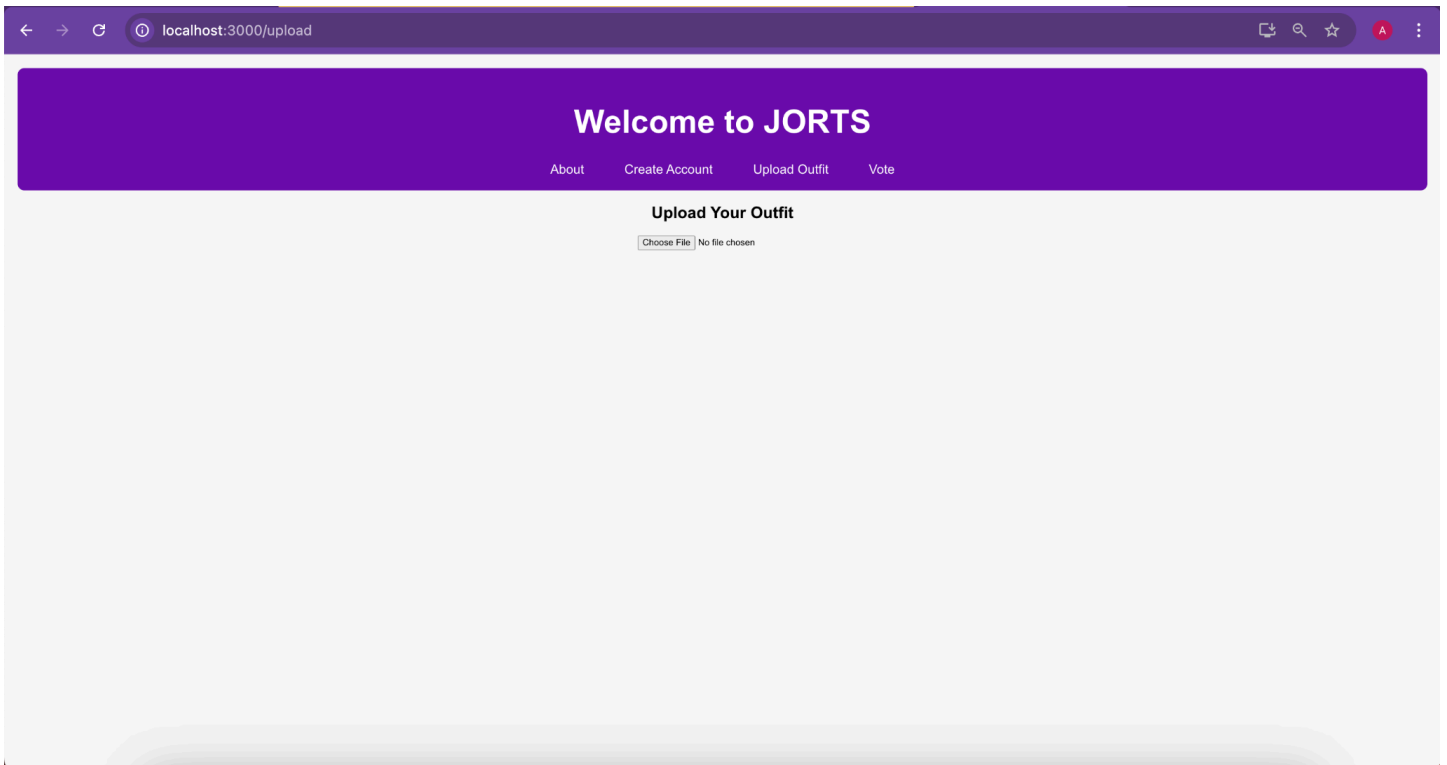 localhost:3000/upload
A
Welcome to JORTS
About Create Account Upload Outfit Vote
Upload Your Outfit
Choose File No file chosen